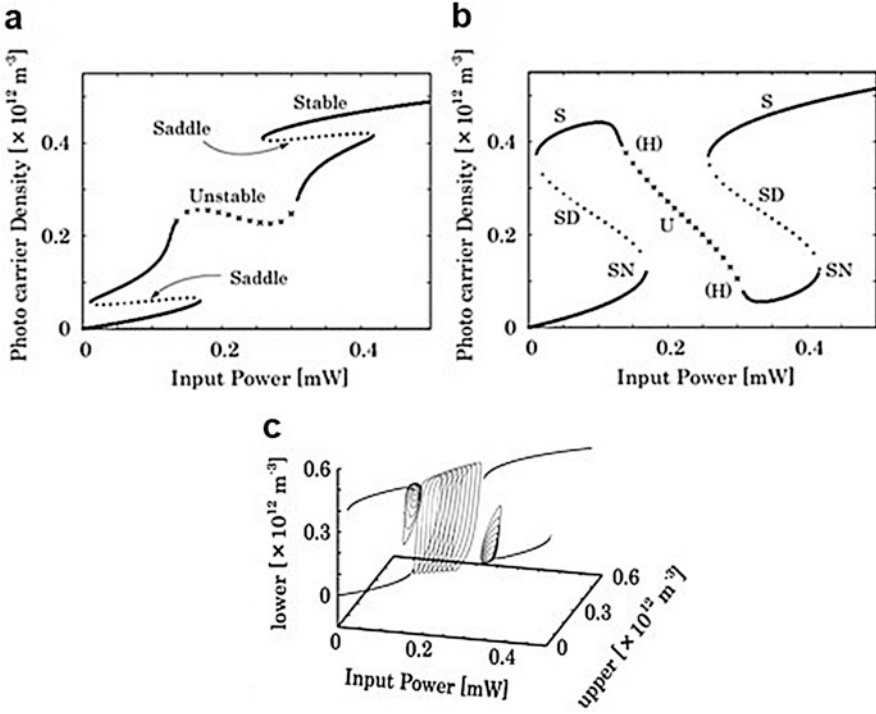 a
Photo carrier Density [× 10¹² m⁻³]
0.4
0.2
0
Stable
Saddle
Unstable
Saddle
0
0.2
0.4
Input Power [mW]
b
Photo carrier Density [× 10¹² m⁻³]
0.4
0.2
0
S
(H)
S
SD
U
SD
SN
(H)
SN
0
0.2
0.4
Input Power [mW]
c
lower [× 10¹² m⁻³]
0.6
0.3
0
0
0.2
0.4
Input Power [mW]
0.6
0.3
0
upper [× 10¹² m⁻³]